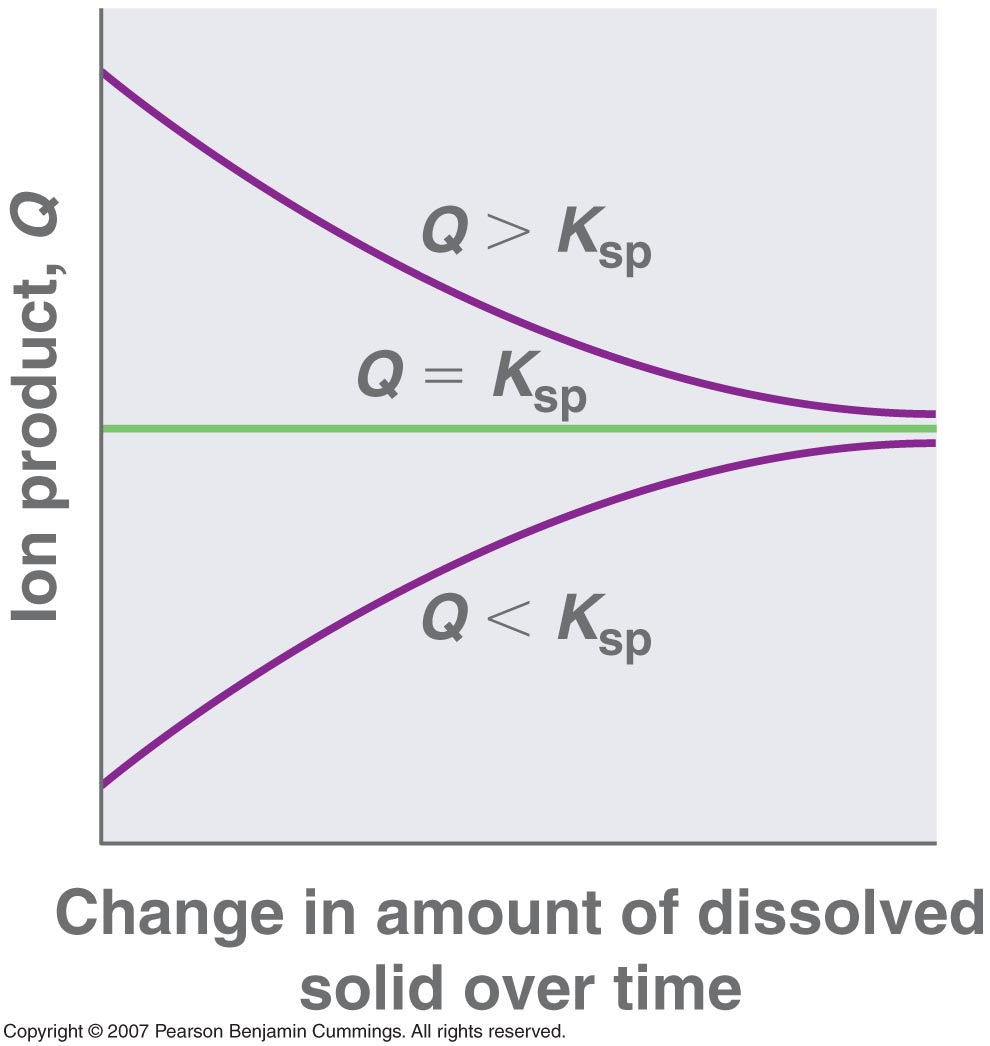 Ion product, Q
Q > Ksp
Q = Ksp
Q < Ksp
Change in amount of dissolved
solid over time
Copyright © 2007 Pearson Benjamin Cummings. All rights reserved.